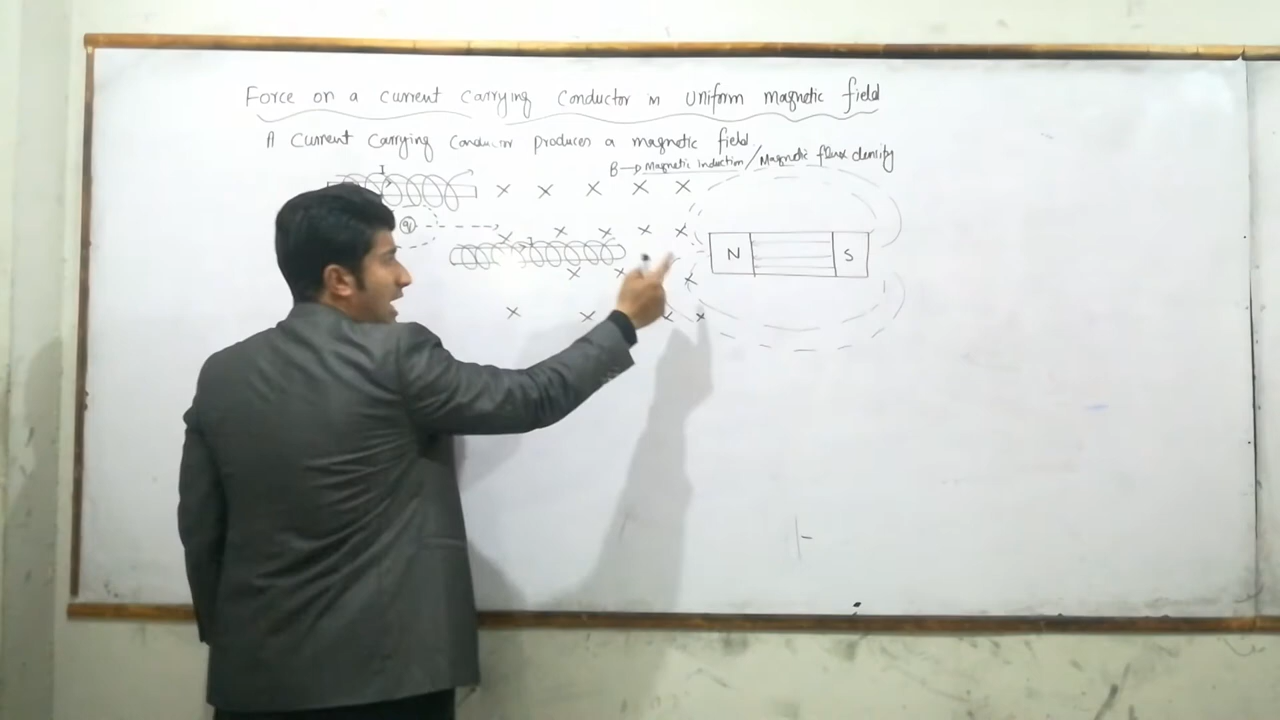 Force on a current carrying conductor in uniform magnetic field
A current carrying conductor produces a magnetic field.
B → Magnetic induction / Magnetic flux density
I
q
I
N S